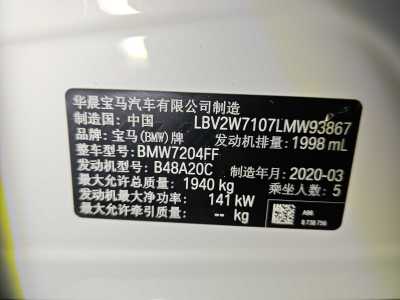 华晨宝马汽车有限公司制造
制造国：中国 LBV2W7107LMW93867
品牌：宝马(BMW)牌 发动机排量：1998 mL
整车型号：BMW7204FF
发动机型号：B48A20C 制造年月：2020-03
最大允许总质量：1940 kg 乘坐人数：5
发动机最大净功率：141 kW
最大允许牵引质量：-- kg